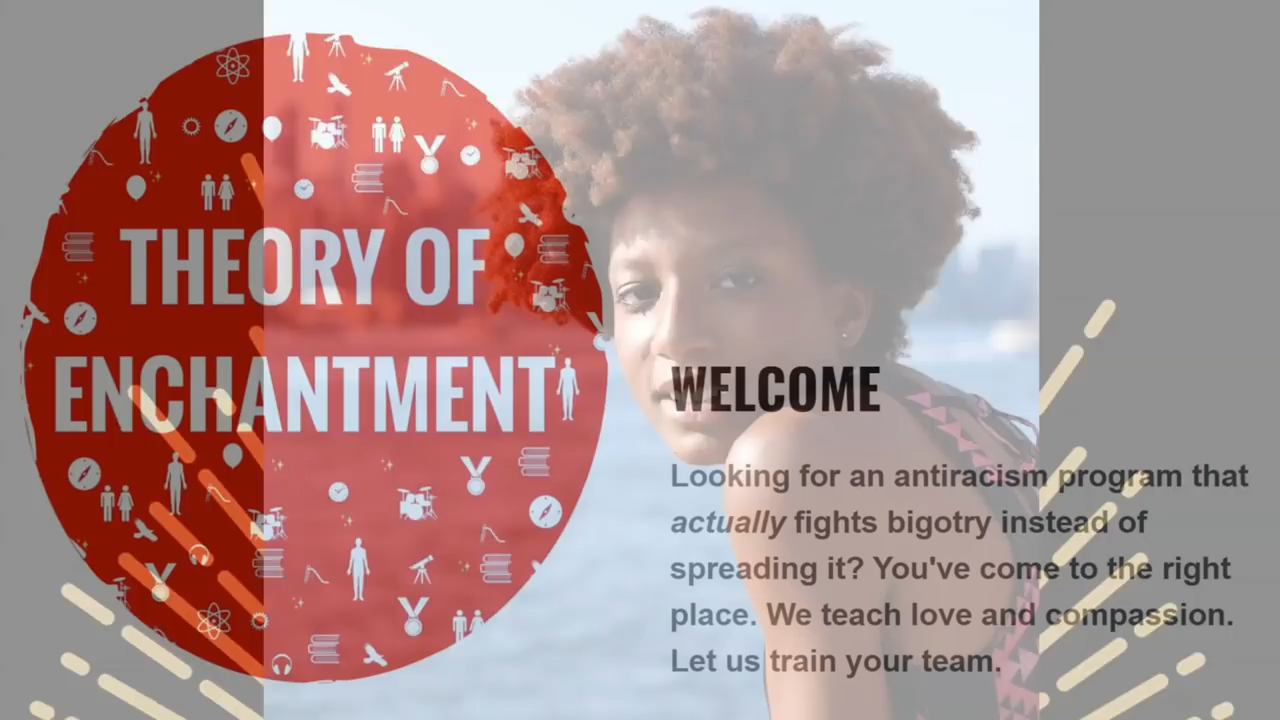 THEORY OF
ENCHANTMENT
WELCOME
Looking for an antiracism program that
actually fights bigotry instead of
spreading it? You've come to the right
place. We teach love and compassion.
Let us train your team.